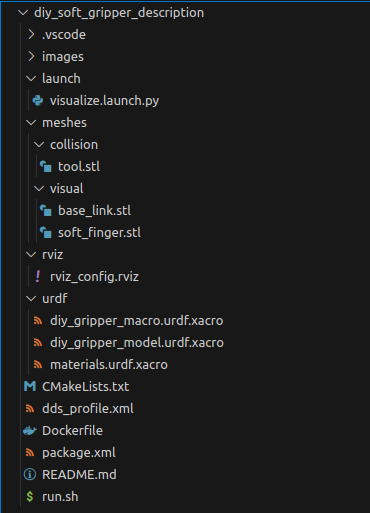 diy_soft_gripper_description
.vscode
images
launch
visualize.launch.py
meshes
collision
tool.stl
visual
base_link.stl
soft_finger.stl
rviz
! rviz_config.rviz
urdf
diy_gripper_macro.urdf.xacro
diy_gripper_model.urdf.xacro
materials.urdf.xacro
M CMakeLists.txt
dds_profile.xml
Dockerfile
package.xml
README.md
$ run.sh